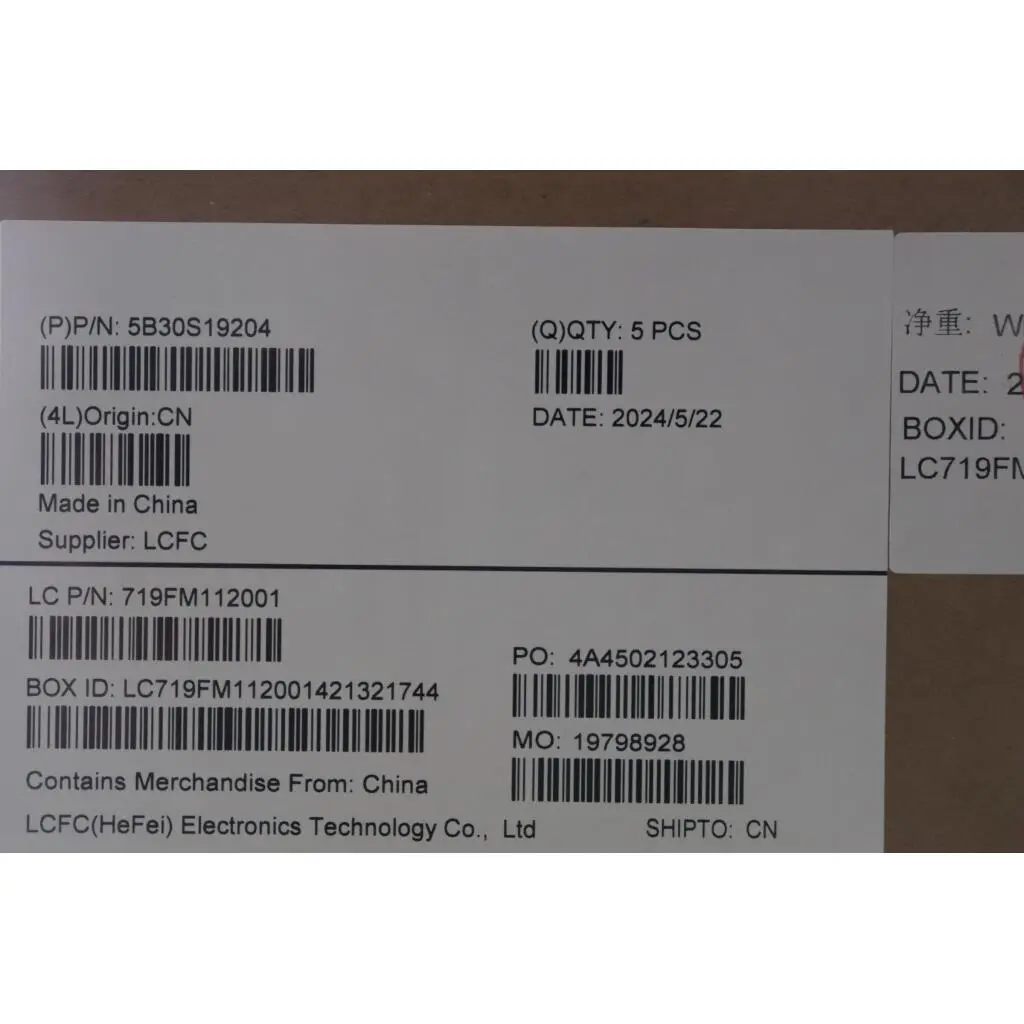 (P)P/N: 5B30S19204
(Q)QTY: 5 PCS
(4L)Origin:CN
DATE: 2024/5/22
Made in China
Supplier: LCFC
LC P/N: 719FM112001
PO: 4A4502123305
BOX ID: LC719FM112001421321744
MO: 19798928
Contains Merchandise From: China
LCFC(HeFei) Electronics Technology Co., Ltd
SHIPTO: CN
净重: W
DATE: 2
BOXID:
LC719FM